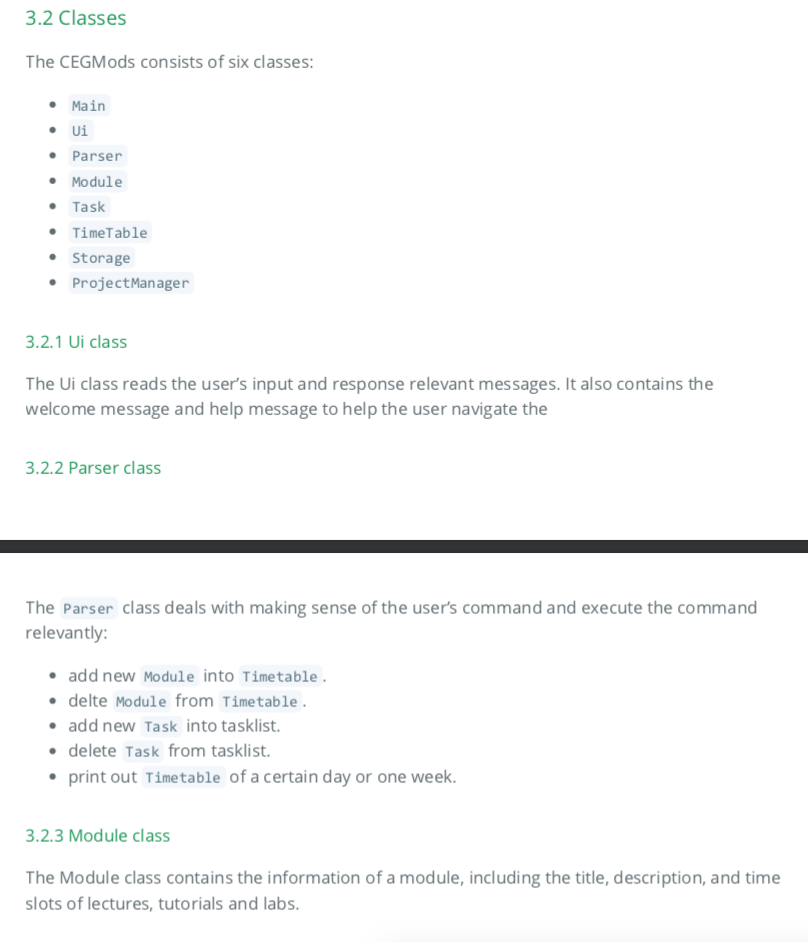 3.2 Classes
The CEGMods consists of six classes:
• Main
• Ui
• Parser
• Module
• Task
• TimeTable
• Storage
• ProjectManager
3.2.1 Ui class
The Ui class reads the user’s input and response relevant messages. It also contains the
welcome message and help message to help the user navigate the
3.2.2 Parser class
The Parser class deals with making sense of the user’s command and execute the command
relevantly:
• add new Module into Timetable.
• delte Module from Timetable.
• add new Task into tasklist.
• delete Task from tasklist.
• print out Timetable of a certain day or one week.
3.2.3 Module class
The Module class contains the information of a module, including the title, description, and time
slots of lectures, tutorials and labs.